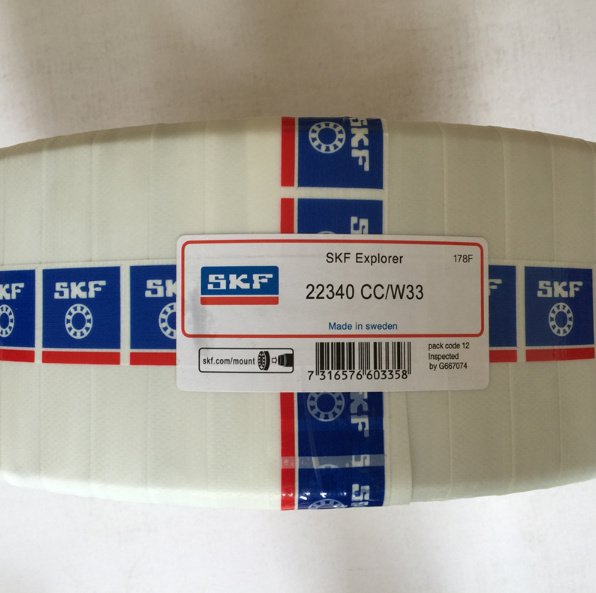 SKF
SKF
SKF
SKF
SKF
SKF Explorer
178F
SKF
22340 CC/W33
Made in sweden
skf.com/mount
7 316576 603358
pack code 12
Inspected
by G667074
SKF
SKF